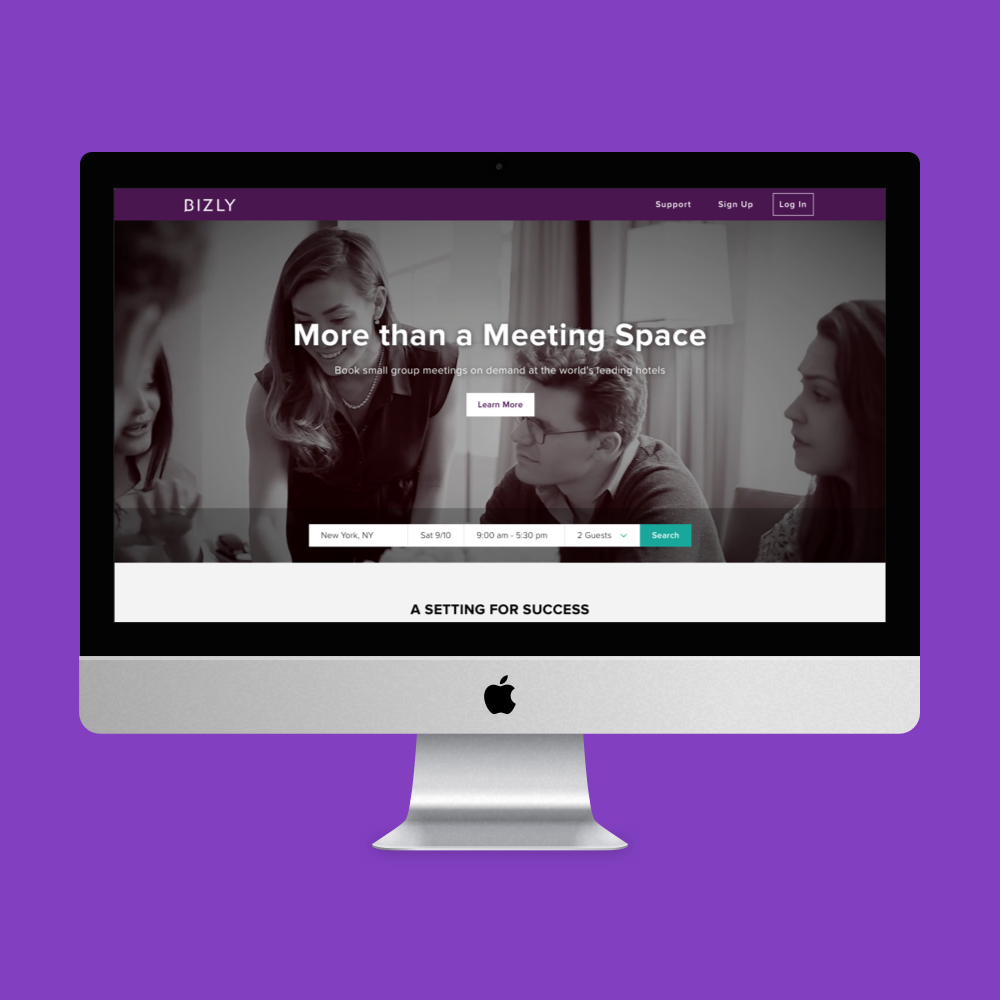 BIZLY
Support
Sign Up
Log In
More than a Meeting Space
Book small group meetings on demand at the world's leading hotels
Learn More
New York, NY
Sat 9/10
9:00 am - 5:30 pm
2 Guests
Search
A SETTING FOR SUCCESS